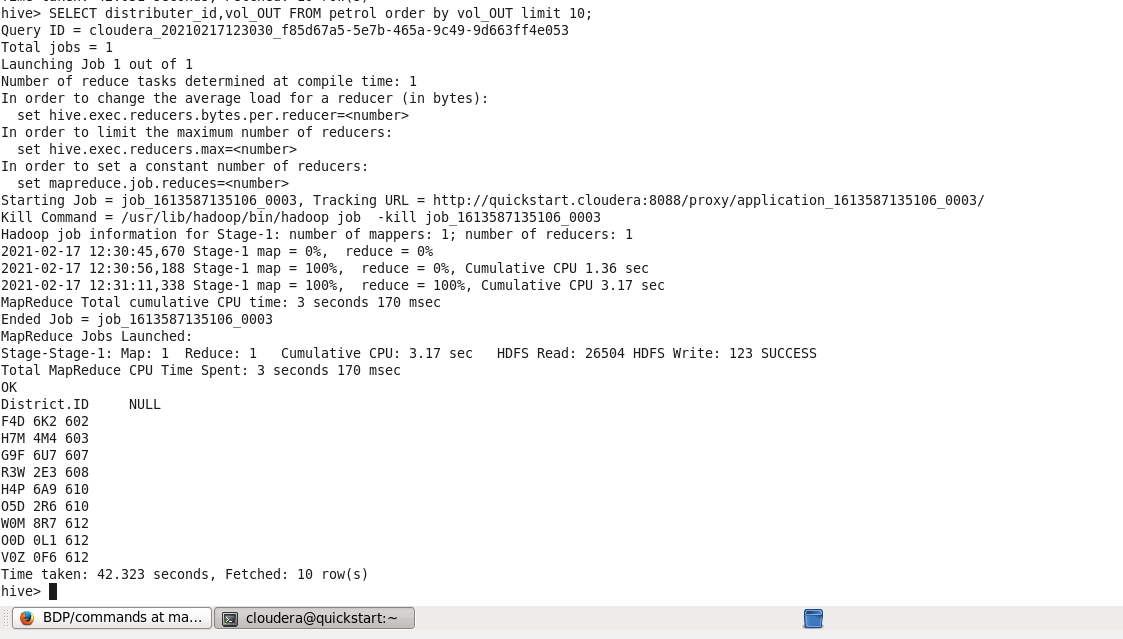 hive> SELECT distributer_id,vol_OUT FROM petrol order by vol_OUT limit 10;
Query ID = cloudera_20210217123030_f85d67a5-5e7b-465a-9c49-9d663ff4e053
Total jobs = 1
Launching Job 1 out of 1
Number of reduce tasks determined at compile time: 1
In order to change the average load for a reducer (in bytes):
  set hive.exec.reducers.bytes.per.reducer=<number>
In order to limit the maximum number of reducers:
  set hive.exec.reducers.max=<number>
In order to set a constant number of reducers:
  set mapreduce.job.reduces=<number>
Starting Job = job_1613587135106_0003, Tracking URL = http://quickstart.cloudera:8088/proxy/application_1613587135106_0003/
Kill Command = /usr/lib/hadoop/bin/hadoop job  -kill job_1613587135106_0003
Hadoop job information for Stage-1: number of mappers: 1; number of reducers: 1
2021-02-17 12:30:45,670 Stage-1 map = 0%,  reduce = 0%
2021-02-17 12:30:56,188 Stage-1 map = 100%,  reduce = 0%, Cumulative CPU 1.36 sec
2021-02-17 12:31:11,338 Stage-1 map = 100%,  reduce = 100%, Cumulative CPU 3.17 sec
MapReduce Total cumulative CPU time: 3 seconds 170 msec
Ended Job = job_1613587135106_0003
MapReduce Jobs Launched:
Stage-Stage-1: Map: 1  Reduce: 1   Cumulative CPU: 3.17 sec   HDFS Read: 26504 HDFS Write: 123 SUCCESS
Total MapReduce CPU Time Spent: 3 seconds 170 msec
OK
District.ID     NULL
F4D 6K2 602
H7M 4M4 603
G9F 6U7 607
R3W 2E3 608
H4P 6A9 610
O5D 2R6 610
W0M 8R7 612
O0D 0L1 612
V0Z 0F6 612
Time taken: 42.323 seconds, Fetched: 10 row(s)
hive>
BDP/commands at ma... cloudera@quickstart:~